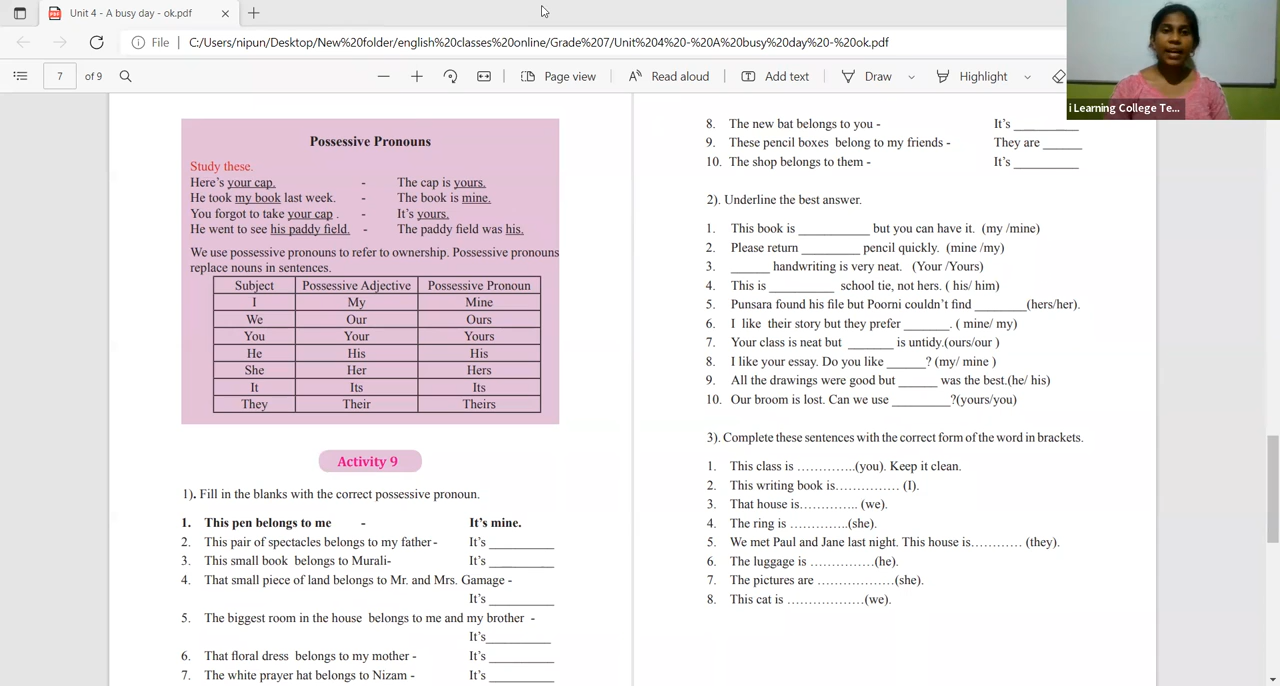 Unit 4 - A busy day - ok.pdf
File
C:/Users/nipun/Desktop/New%20folder/english%20classes%20online/Grade%207/Unit%204%20-%20A%20busy%20day%20-%20ok.pdf
7 of 9
Page view
Read aloud
Add text
Draw
Highlight
i Learning College Te...
Possessive Pronouns
Study these.
Here's your cap. - The cap is yours.
He took my book last week. - The book is mine.
You forgot to take your cap . - It's yours.
He went to see his paddy field. - The paddy field was his.
We use possessive pronouns to refer to ownership. Possessive pronouns
replace nouns in sentences.
Subject Possessive Adjective Possessive Pronoun
I My Mine
We Our Ours
You Your Yours
He His His
She Her Hers
It Its Its
They Their Theirs
Activity 9
1). Fill in the blanks with the correct possessive pronoun.
1. This pen belongs to me - It's mine.
2. This pair of spectacles belongs to my father - It's __________
3. This small book belongs to Murali- It's __________
4. That small piece of land belongs to Mr. and Mrs. Gamage -
It's __________
5. The biggest room in the house belongs to me and my brother -
It's__________
6. That floral dress belongs to my mother - It's __________
7. The white prayer hat belongs to Nizam - It's __________
8. The new bat belongs to you - It's __________
9. These pencil boxes belong to my friends - They are ______
10. The shop belongs to them - It's __________
2). Underline the best answer.
1. This book is ___________ but you can have it. (my /mine)
2. Please return _________ pencil quickly. (mine /my)
3. ______ handwriting is very neat. (Your /Yours)
4. This is __________ school tie, not hers. ( his/ him)
5. Punsara found his file but Poorni couldn't find ________(hers/her).
6. I like their story but they prefer _______. ( mine/ my)
7. Your class is neat but _______ is untidy.(ours/our )
8. I like your essay. Do you like ______? (my/ mine )
9. All the drawings were good but ______ was the best.(he/ his)
10. Our broom is lost. Can we use _________?(yours/you)
3). Complete these sentences with the correct form of the word in brackets.
1. This class is …………..(you). Keep it clean.
2. This writing book is…………… (I).
3. That house is………….. (we).
4. The ring is …………..(she).
5. We met Paul and Jane last night. This house is………… (they).
6. The luggage is ……………(he).
7. The pictures are ………………(she).
8. This cat is ………………(we).